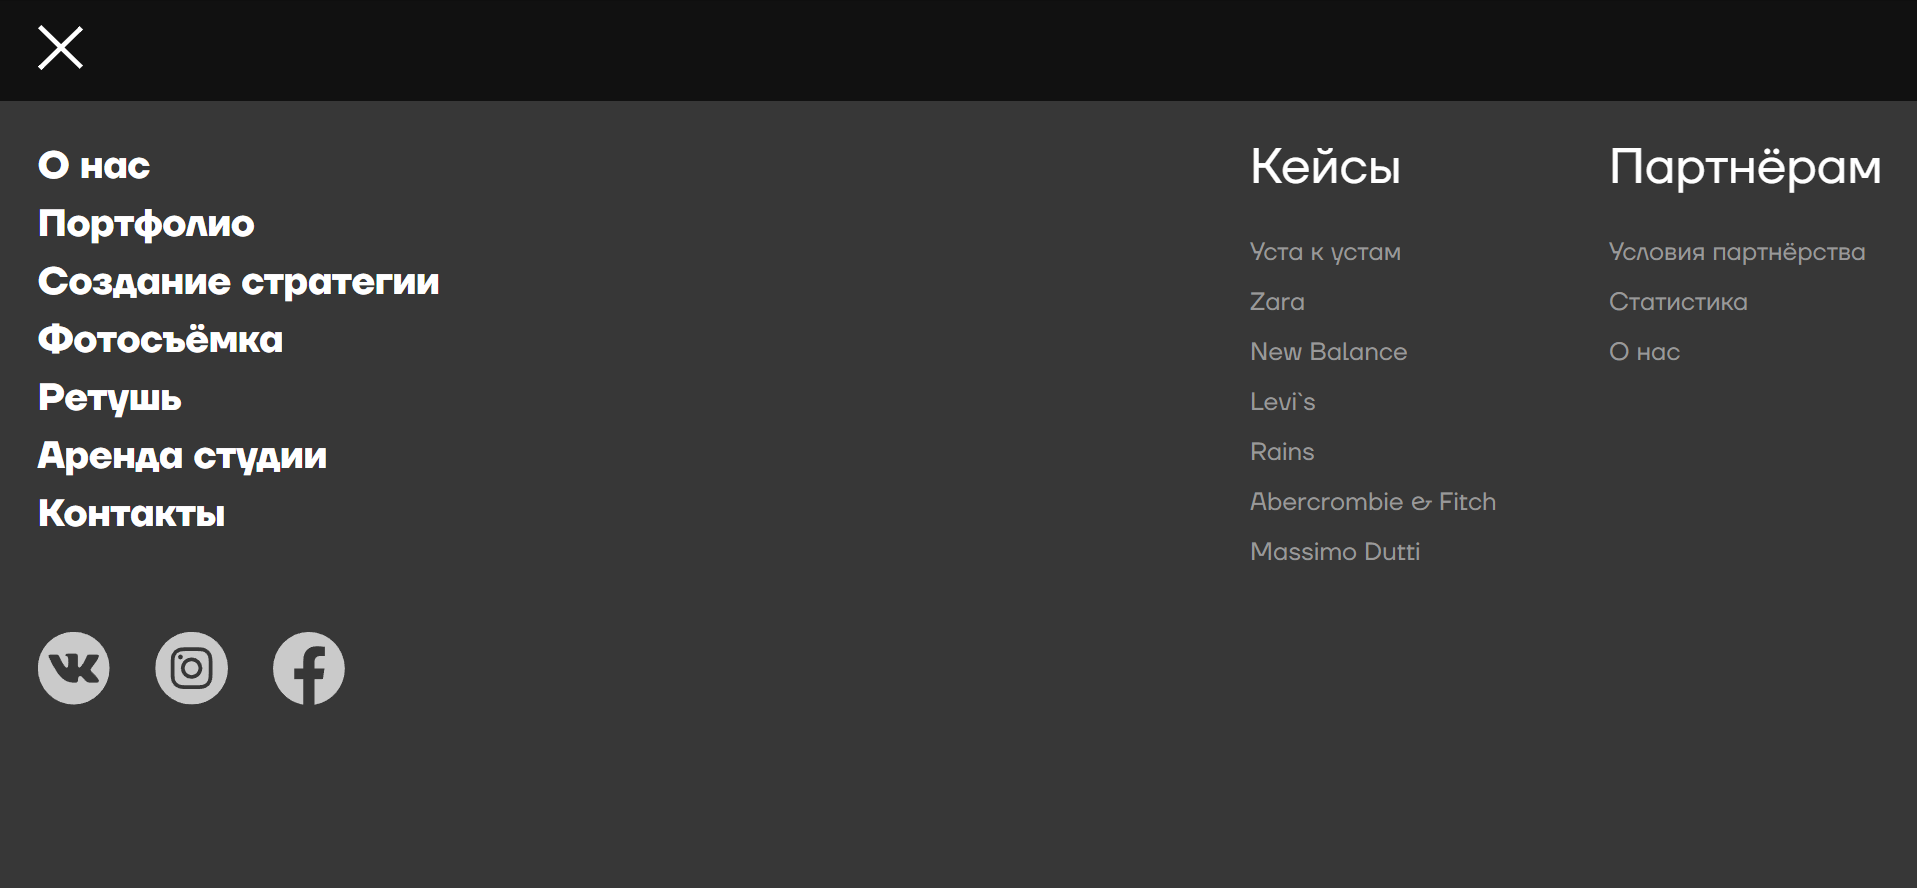 О нас
Портфолио
Создание стратегии
Фотосъёмка
Ретушь
Аренда студии
Контакты
Кейсы
Уста к устам
Zara
New Balance
Levi`s
Rains
Abercrombie & Fitch
Massimo Dutti
Партнёрам
Условия партнёрства
Статистика
О нас